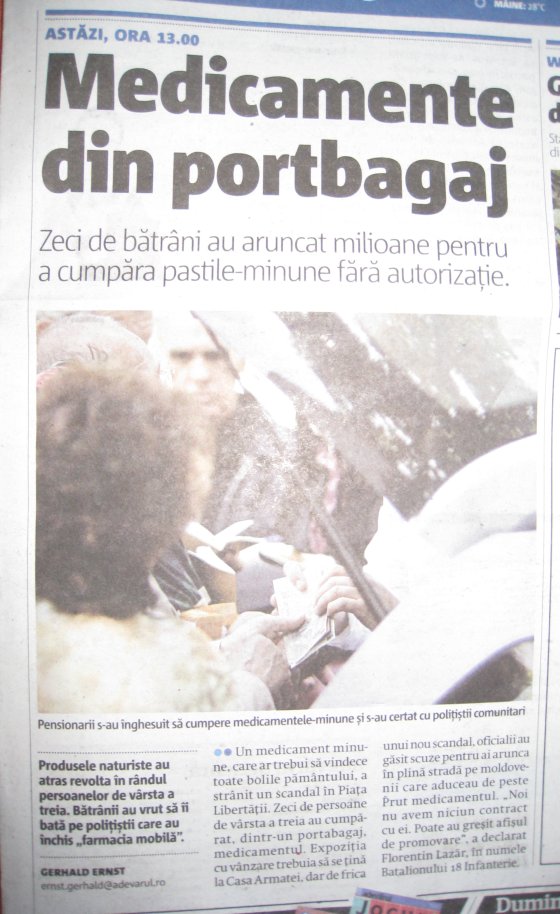 MÂINE: 28°C
ASTĂZI, ORA 13.00
Medicamente
din portbagaj
Zeci de bătrâni au aruncat milioane pentru
a cumpăra pastile-minune fără autorizație.
Pensionarii s-au înghesuit să cumpere medicamentele-minune și s-au certat cu polițiștii comunitari
Produsele naturiste au
atras revolta în rândul
persoanelor de vârsta a
treia. Bătrânii au vrut să îi
bată pe polițiștii care au
închis „farmacia mobilă”.
GERHALD ERNST
ernst.gerhald@adevarul.ro
Un medicament minu-
ne, care ar trebui să vindece
toate bolile pământului, a
strânit un scandal în Piața
Libertății. Zeci de persoane
de vârsta a treia au cumpă-
rat, dintr-un portabagaj,
medicamentul. Expoziția
cu vânzare trebuia să se țină
la Casa Armatei, dar de frica
unui nou scandal, oficialii au
găsit scuze pentru ai arunca
în plină stradă pe moldove-
nii care aduceau de peste
Prut medicamentul. „Noi
nu avem niciun contract
cu ei. Poate au greșit afișul
de promovare”, a declarat
Florentin Lazăr, în numele
Batalionului 18 Infanterie.
Dumin